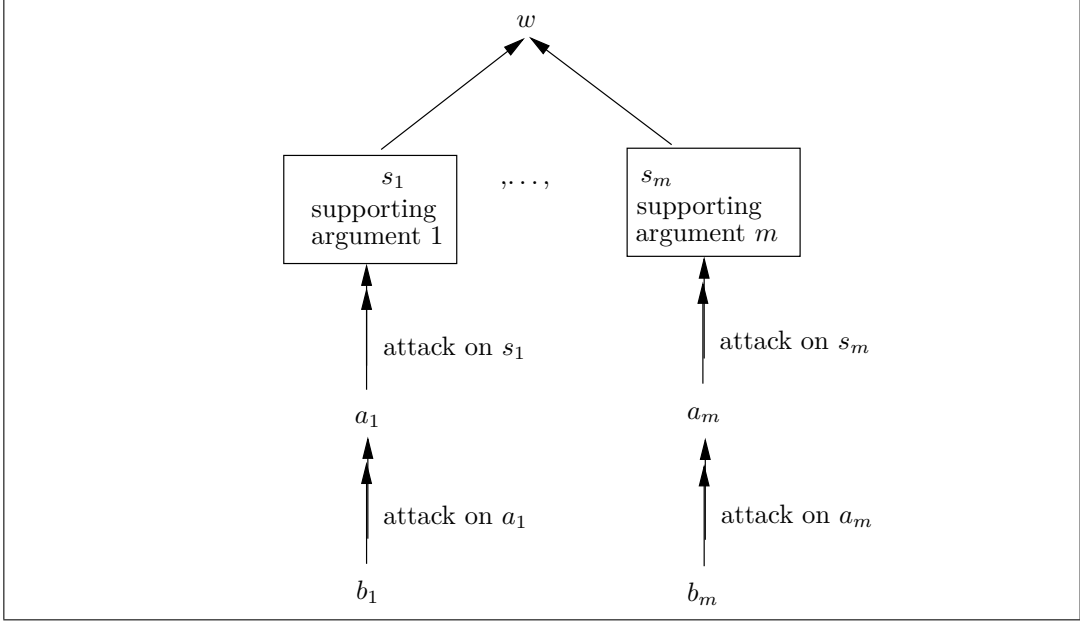 w
s₁
supporting
argument 1
,...,
sₘ
supporting
argument m
attack on s₁
attack on sₘ
a₁
aₘ
attack on a₁
attack on aₘ
b₁
bₘ